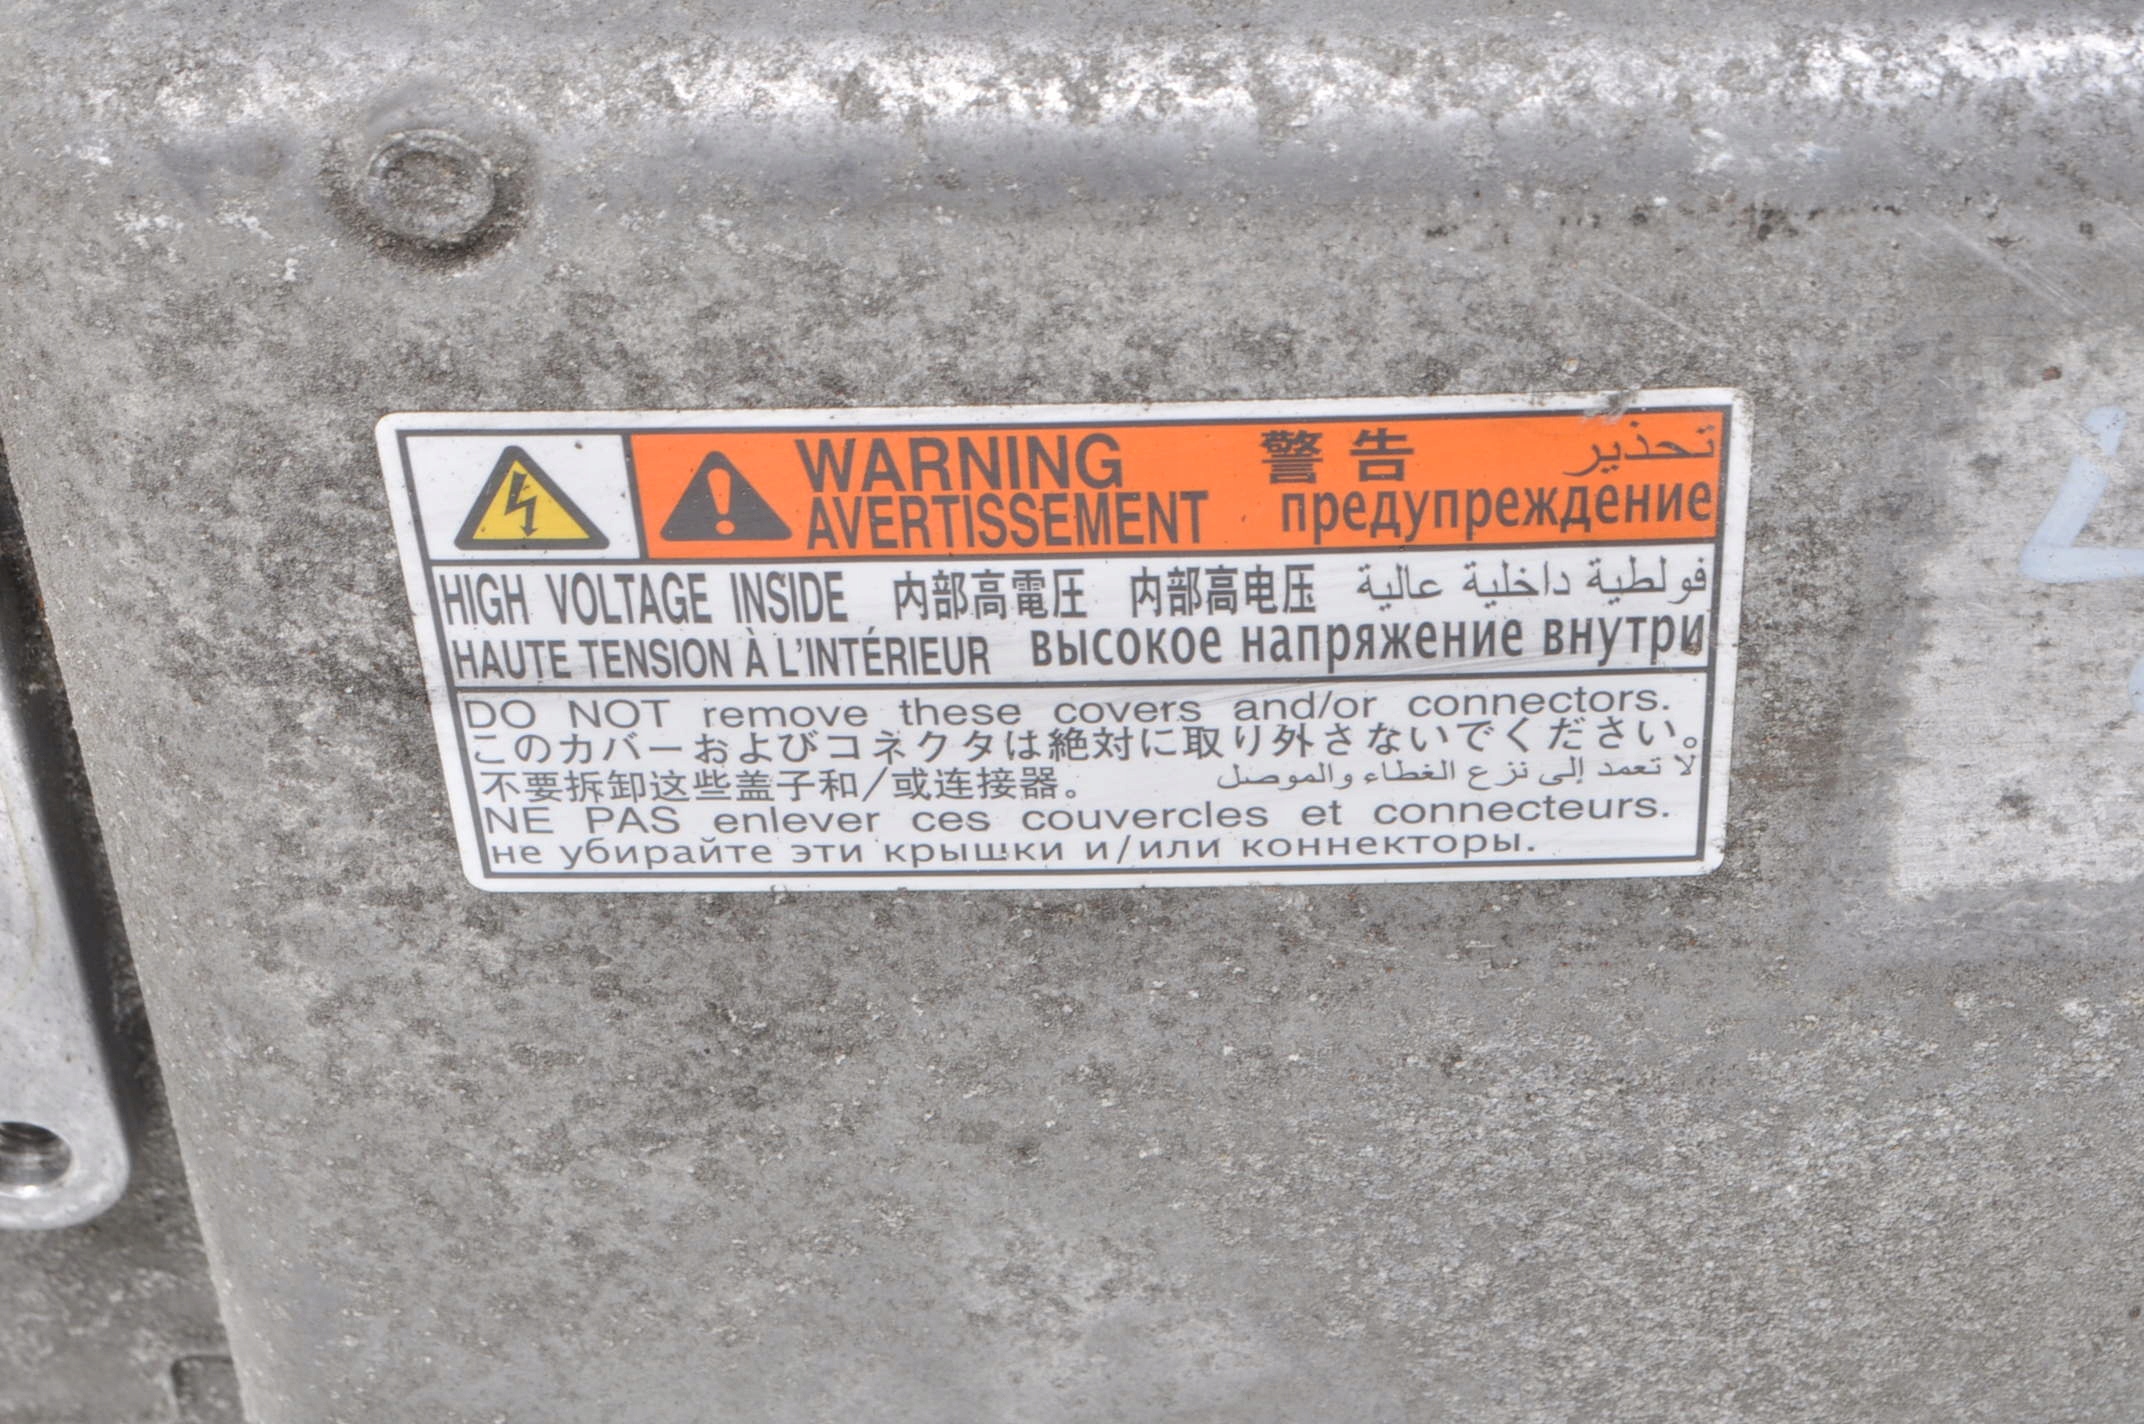 WARNING 警告 تحذير
AVERTISSEMENT предупреждение
HIGH VOLTAGE INSIDE 内部高電圧 内部高电压 فولطية داخلية عالية
HAUTE TENSION À L'INTÉRIEUR высокое напряжение внутри
DO NOT remove these covers and/or connectors.
このカバーおよびコネクタは絶対に取り外さないでください。
不要拆卸这些盖子和/或连接器。 لا تعمد إلى نزع الغطاء والموصل
NE PAS enlever ces couvercles et connecteurs.
не убирайте эти крышки и/или коннекторы.